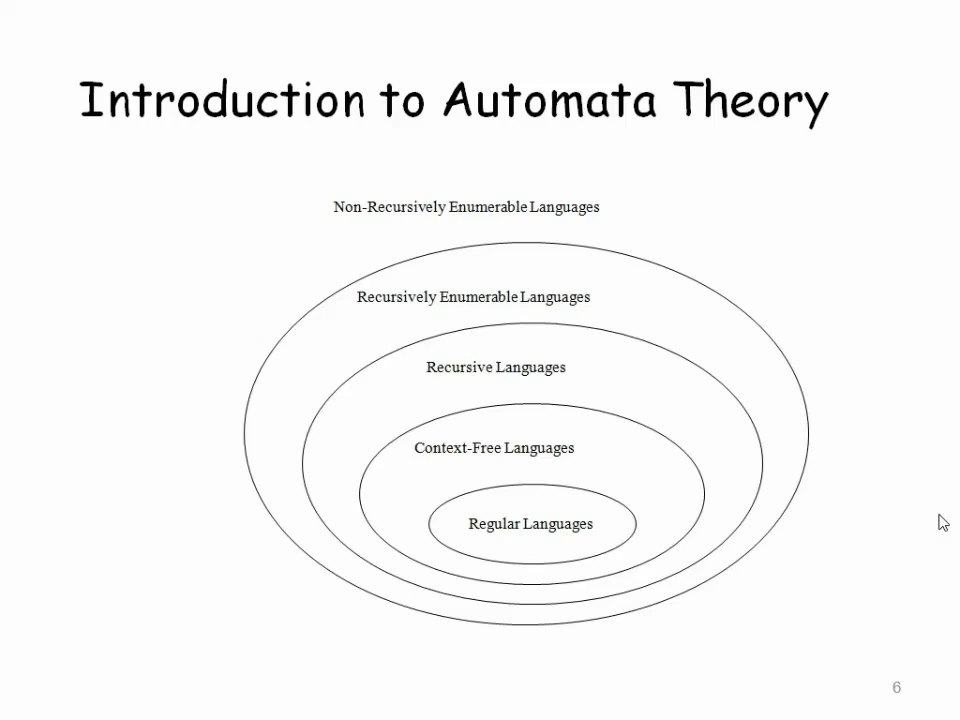 Introduction to Automata Theory
Non-Recursively Enumerable Languages
Recursively Enumerable Languages
Recursive Languages
Context-Free Languages
Regular Languages
6